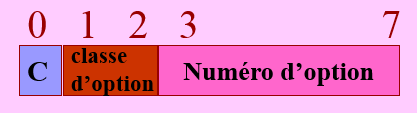 0 1 2 3 7
C classe d’option Numéro d’option